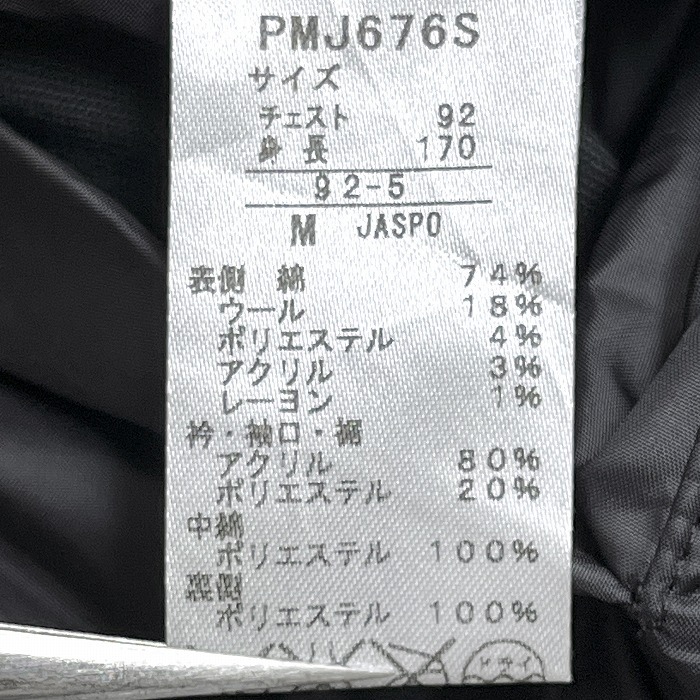 PMJ676S
サイズ
チェスト 92
身長 170
92-5
M JASPO
表側 綿 74%
ウール 18%
ポリエステル 4%
アクリル 3%
レーヨン 1%
衿・袖口・裾
アクリル 80%
ポリエステル 20%
中綿
ポリエステル 100%
裏側
ポリエステル 100%
ドライ